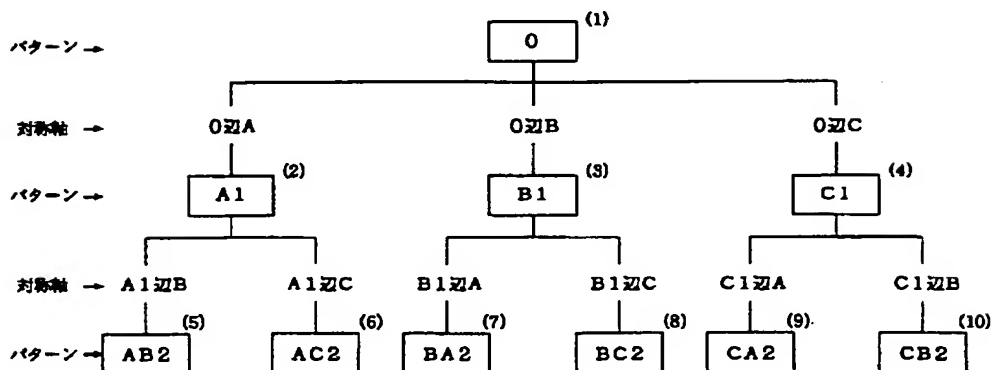 (1)
パターン → 0
対称軸 → 0辺A 0辺B 0辺C
(2) (3) (4)
パターン → A1 B1 C1
対称軸 → A1辺B A1辺C B1辺A B1辺C C1辺A C1辺B
(5) (6) (7) (8) (9) (10)
パターン → AB2 AC2 BA2 BC2 CA2 CB2